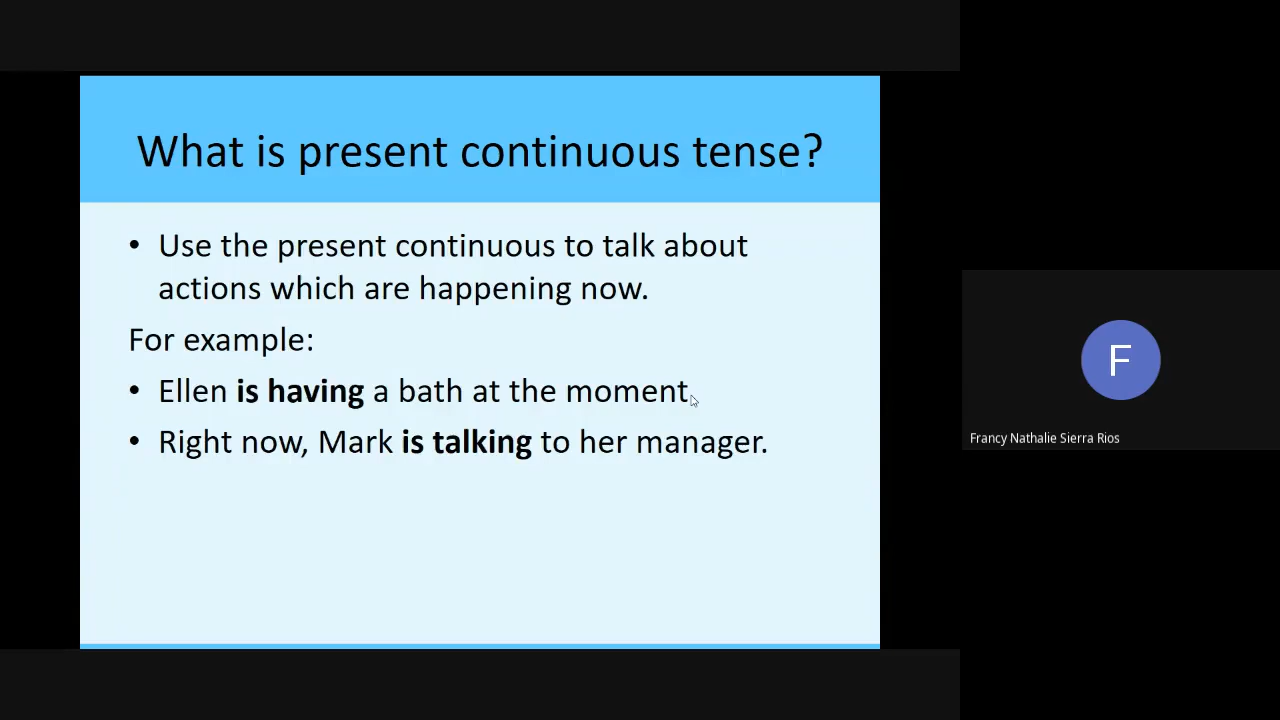 What is present continuous tense?
• Use the present continuous to talk about
actions which are happening now.
For example:
• Ellen is having a bath at the moment.
• Right now, Mark is talking to her manager.
F
Francy Nathalie Sierra Rios